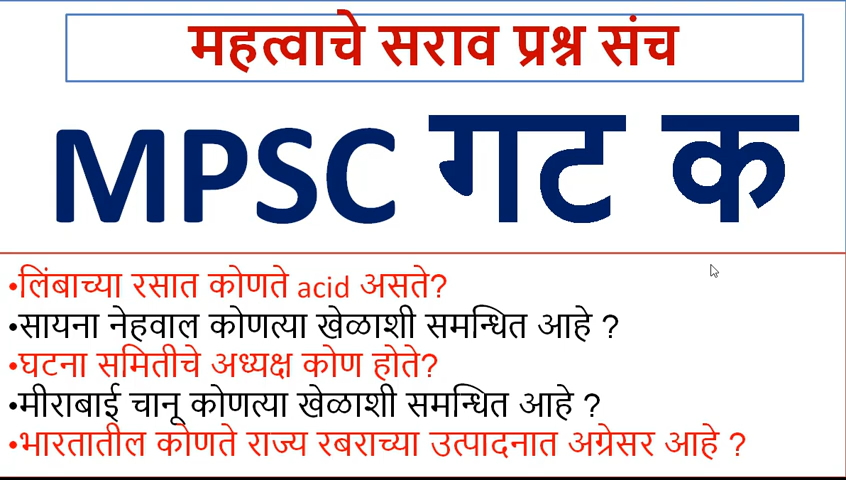 महत्वाचे सराव प्रश्न संच
MPSC गट क
•लिंबाच्या रसात कोणते acid असते?
•सायना नेहवाल कोणत्या खेळाशी समन्धित आहे ?
•घटना समितीचे अध्यक्ष कोण होते?
•मीराबाई चानू कोणत्या खेळाशी समन्धित आहे ?
•भारतातील कोणते राज्य रबराच्या उत्पादनात अग्रेसर आहे ?